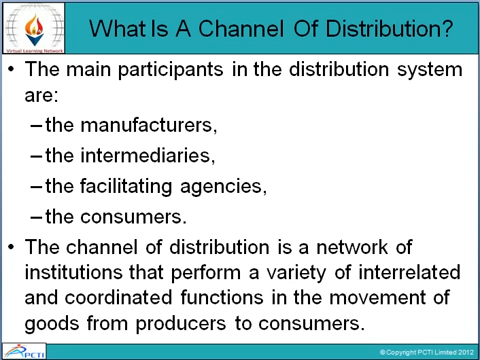 What Is A Channel Of Distribution?
Virtual Learning Network
• The main participants in the distribution system
are:
–the manufacturers,
–the intermediaries,
–the facilitating agencies,
–the consumers.
• The channel of distribution is a network of
institutions that perform a variety of interrelated
and coordinated functions in the movement of
goods from producers to consumers.
PCTI
© Copyright PCTI Limited 2012